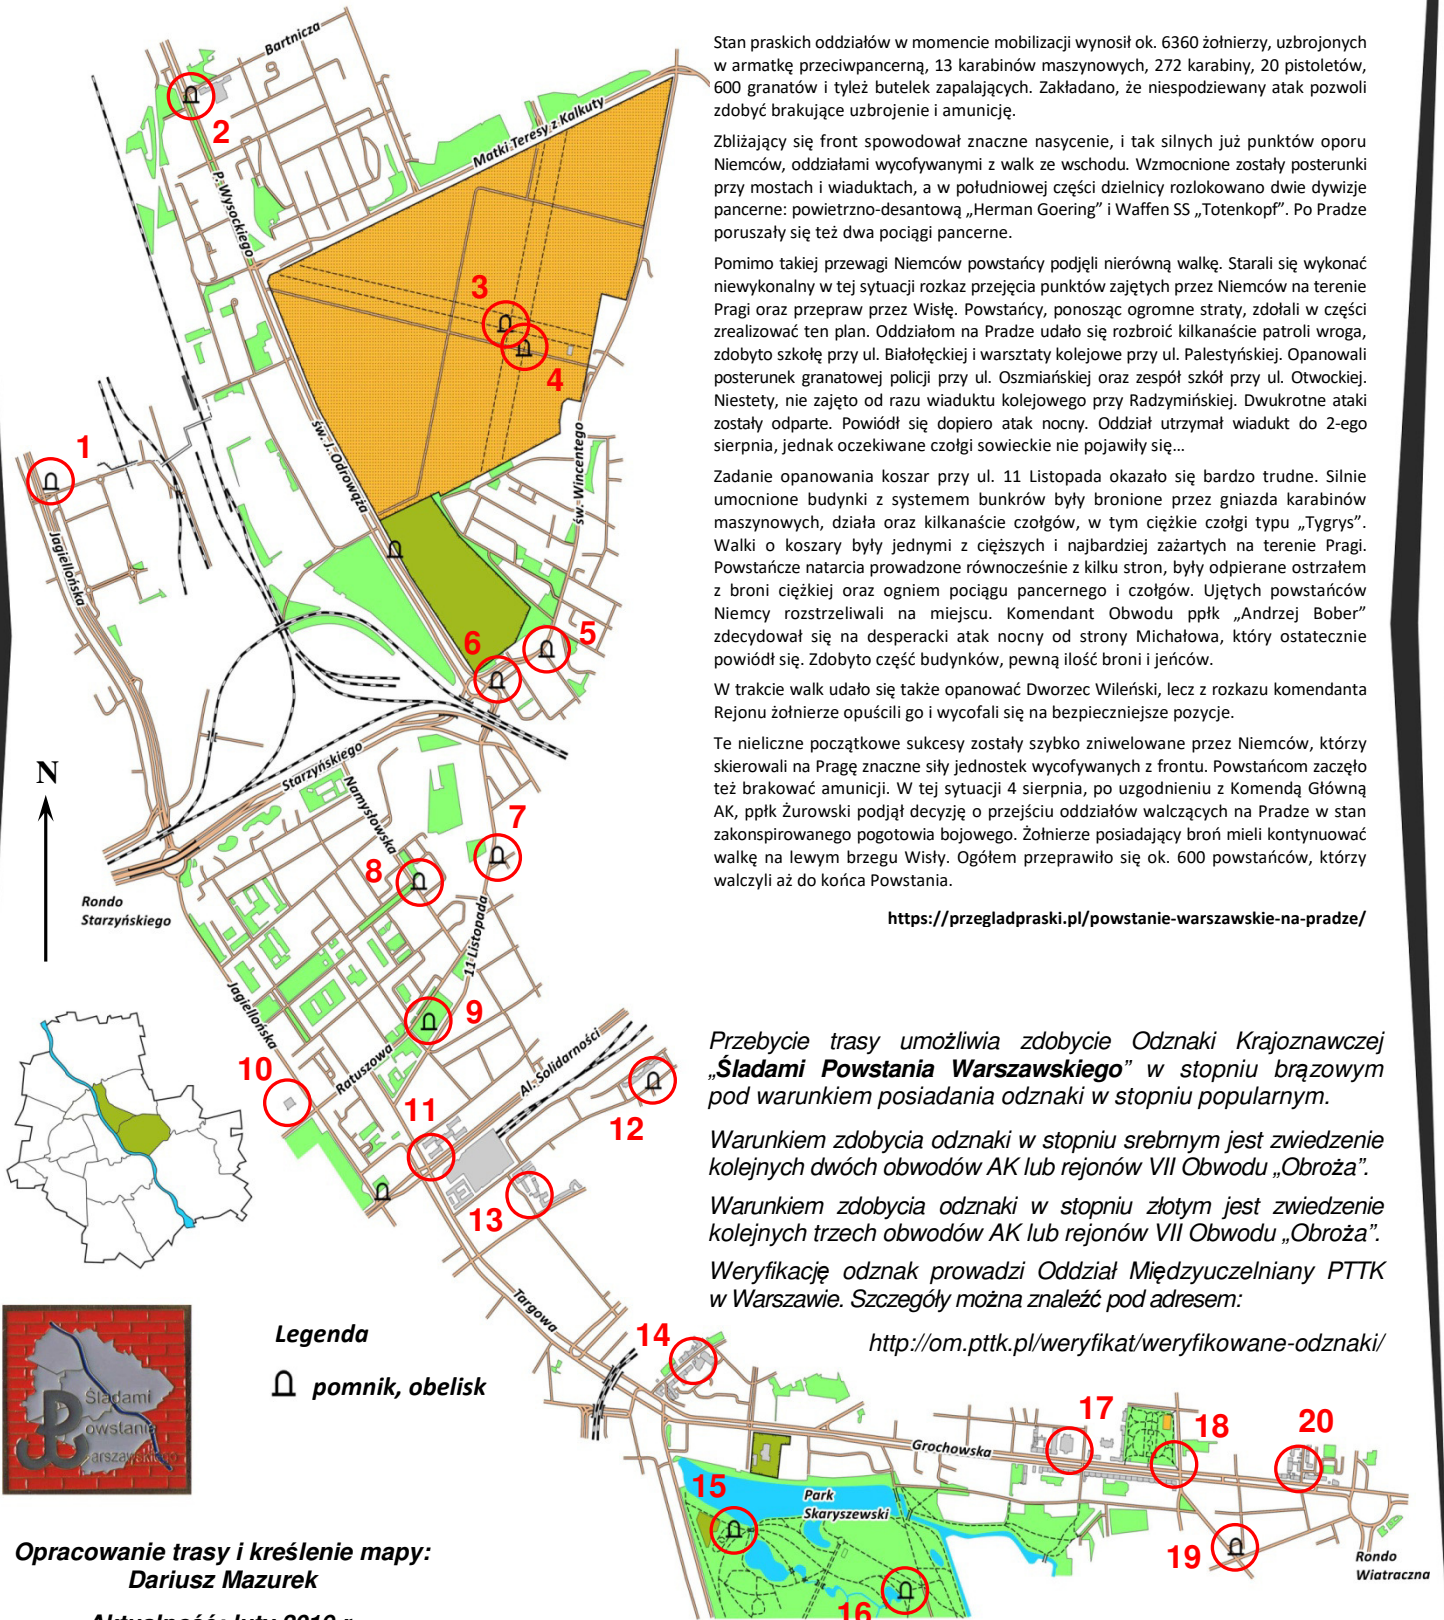 Stan praskich oddziałów w momencie mobilizacji wynosił ok. 6360 żołnierzy, uzbrojonych
w armatkę przeciwpancerną, 13 karabinów maszynowych, 272 karabiny, 20 pistoletów,
600 granatów i tyleż butelek zapalających. Zakładano, że niespodziewany atak pozwoli
zdobyć brakujące uzbrojenie i amunicję.
Zbliżający się front spowodował znaczne nasycenie, i tak silnych już punktów oporu
Niemców, oddziałami wycofywanymi z walk ze wschodu. Wzmocnione zostały posterunki
przy mostach i wiaduktach, a w południowej części dzielnicy rozlokowano dwie dywizje
pancerne: powietrzno-desantową „Herman Goering” i Waffen SS „Totenkopf”. Po Pradze
poruszały się też dwa pociągi pancerne.
Pomimo takiej przewagi Niemców powstańcy podjęli nierówną walkę. Starali się wykonać
niewykonalny w tej sytuacji rozkaz przejęcia punktów zajętych przez Niemców na terenie
Pragi oraz przepraw przez Wisłę. Powstańcy, ponosząc ogromne straty, zdołali w części
zrealizować ten plan. Oddziałom na Pradze udało się rozbroić kilkanaście patroli wroga,
zdobyto szkołę przy ul. Białołęckiej i warsztaty kolejowe przy ul. Palestyńskiej. Opanowali
posterunek granatowej policji przy ul. Oszmiańskiej oraz zespół szkół przy ul. Otwockiej.
Niestety, nie zajęto od razu wiaduktu kolejowego przy Radzymińskiej. Dwukrotne ataki
zostały odparte. Powiódł się dopiero atak nocny. Oddział utrzymał wiadukt do 2-ego
sierpnia, jednak oczekiwane czołgi sowieckie nie pojawiły się…
Zadanie opanowania koszar przy ul. 11 Listopada okazało się bardzo trudne. Silnie
umocnione budynki z systemem bunkrów były bronione przez gniazda karabinów
maszynowych, działa oraz kilkanaście czołgów, w tym ciężkie czołgi typu „Tygrys”.
Walki o koszary były jednymi z cięższych i najbardziej zażartych na terenie Pragi.
Powstańcze natarcia prowadzone równocześnie z kilku stron, były odpierane ostrzałem
z broni ciężkiej oraz ogniem pociągu pancernego i czołgów. Ujętych powstańców
Niemcy rozstrzeliwali na miejscu. Komendant Obwodu ppłk „Andrzej Bober”
zdecydował się na desperacki atak nocny od strony Michałowa, który ostatecznie
powiódł się. Zdobyto część budynków, pewną ilość broni i jeńców.
W trakcie walk udało się także opanować Dworzec Wileński, lecz z rozkazu komendanta
Rejonu żołnierze opuścili go i wycofali się na bezpieczniejsze pozycje.
Te nieliczne początkowe sukcesy zostały szybko zniwelowane przez Niemców, którzy
skierowali na Pragę znaczne siły jednostek wycofywanych z frontu. Powstańcom zaczęło
też brakować amunicji. W tej sytuacji 4 sierpnia, po uzgodnieniu z Komendą Główną
AK, ppłk Żurowski podjął decyzję o przejściu oddziałów walczących na Pradze w stan
zakonspirowanego pogotowia bojowego. Żołnierze posiadający broń mieli kontynuować
walkę na lewym brzegu Wisły. Ogółem przeprawiło się ok. 600 powstańców, którzy
walczyli aż do końca Powstania.
https://przegladpraski.pl/powstanie-warszawskie-na-pradze/
Przebycie trasy umożliwia zdobycie Odznaki Krajoznawczej
„Śladami Powstania Warszawskiego” w stopniu brązowym
pod warunkiem posiadania odznaki w stopniu popularnym.
Warunkiem zdobycia odznaki w stopniu srebrnym jest zwiedzenie
kolejnych dwóch obwodów AK lub rejonów VII Obwodu „Obroża”.
Warunkiem zdobycia odznaki w stopniu złotym jest zwiedzenie
kolejnych trzech obwodów AK lub rejonów VII Obwodu „Obroża”.
Weryfikację odznak prowadzi Oddział Międzyuczelniany PTTK
w Warszawie. Szczegóły można znaleźć pod adresem:
http://om.pttk.pl/weryfikat/weryfikowane-odznaki/
Bartnicza
2
P. Wysockiego
Matki Teresy z Kalkuty
3
4
1
Jagiellońska
św. J. Odrowąża
św. Wincentego
5
6
N
Starzyńskiego
Namysłowska
7
8
Rondo
Starzyńskiego
11 Listopada
Jagiellońska
9
Ratuszowa
Al. Solidarności
10
11
12
13
Targowa
14
Grochowska
17
18
20
15
Park
Skaryszewski
16
19
Rondo
Wiatraczna
Legenda
pomnik, obelisk
Śladami
Powstania
Warszawskiego
Opracowanie trasy i kreślenie mapy:
Dariusz Mazurek
Aktualność: luty 2019 r.